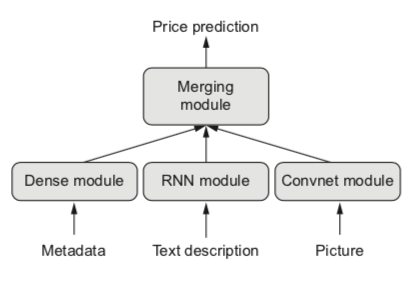 Price prediction
Merging
module
Dense module
RNN module
Convnet module
Metadata
Text description
Picture